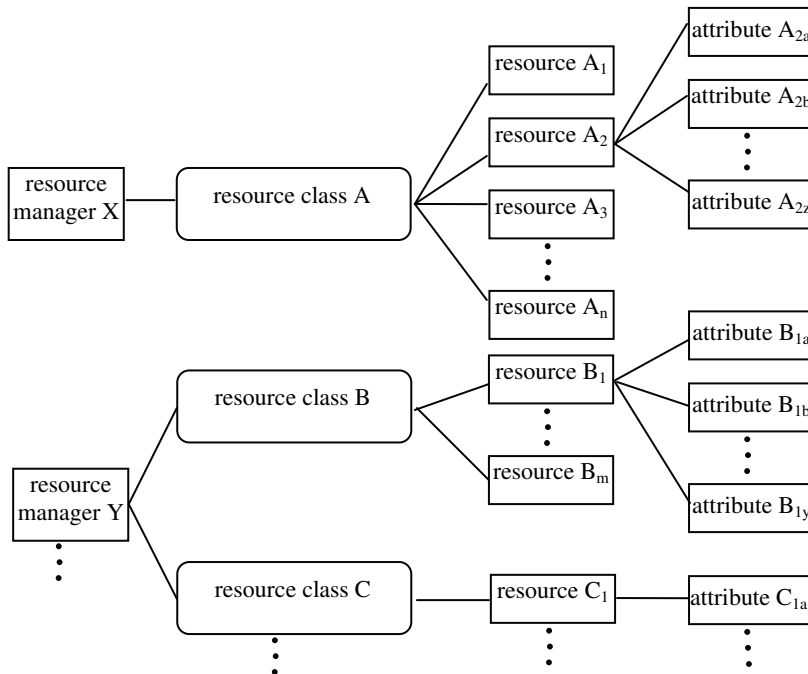 attribute A2a
resource A1
attribute A2b
resource A2
resource
manager X
resource class A
resource A3
attribute A2z
resource An
attribute B1a
resource B1
resource class B
attribute B1b
resource Bm
resource
manager Y
attribute B1y
resource class C
resource C1
attribute C1a